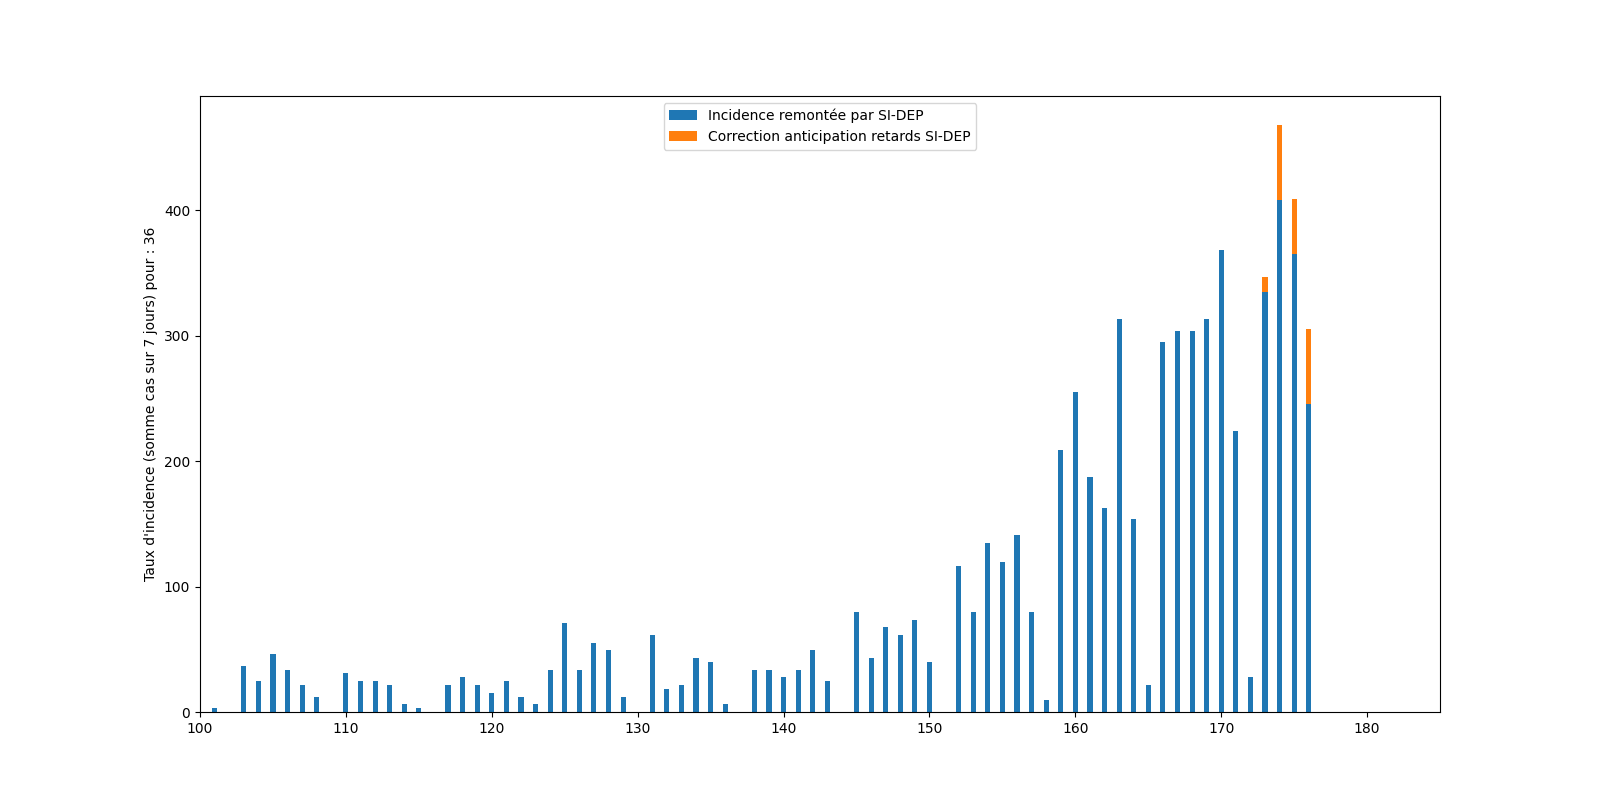 Incidence remontée par SI-DEP
Correction anticipation retards SI-DEP
Taux d'incidence (somme cas sur 7 jours) pour : 36
400
300
200
100
0
100 110 120 130 140 150 160 170 180